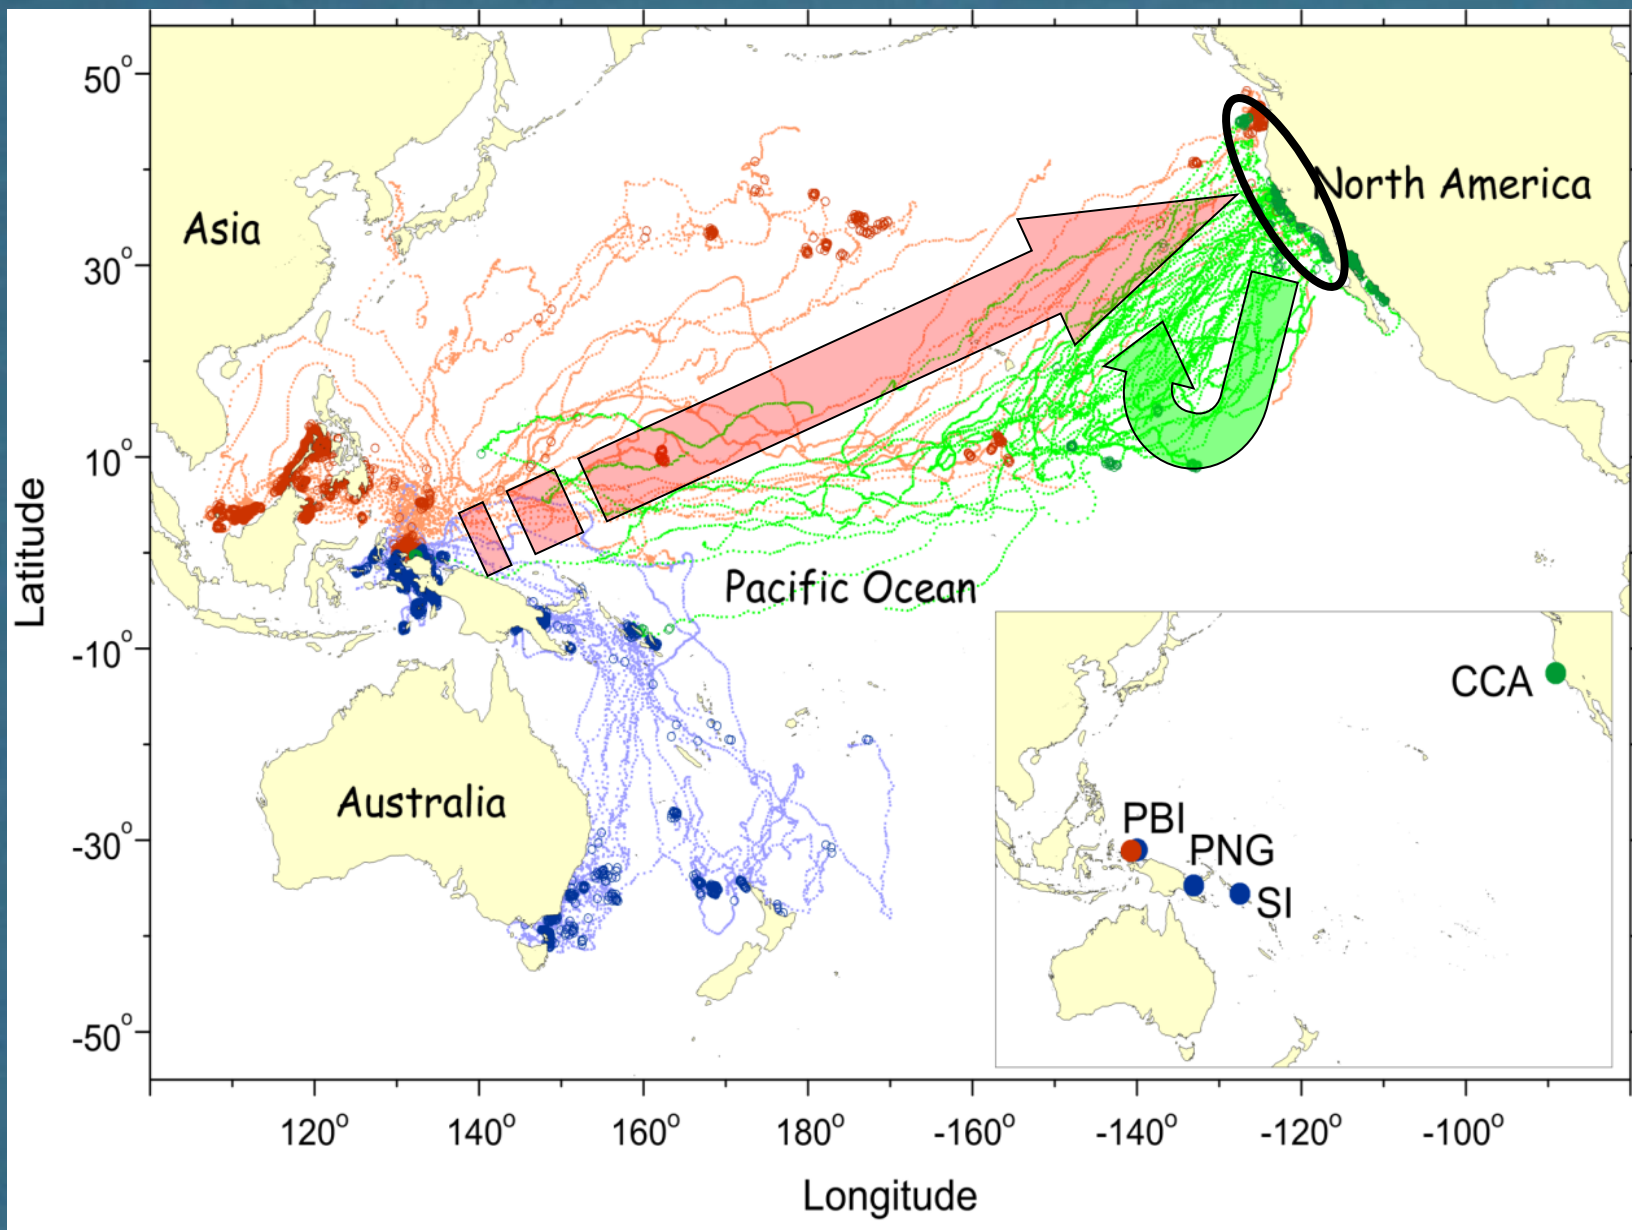 50°
30°
10°
-10°
-30°
-50°
Latitude
Asia
North America
Pacific Ocean
Australia
CCA
PBI
PNG
SI
120° 140° 160° 180° -160° -140° -120° -100°
Longitude